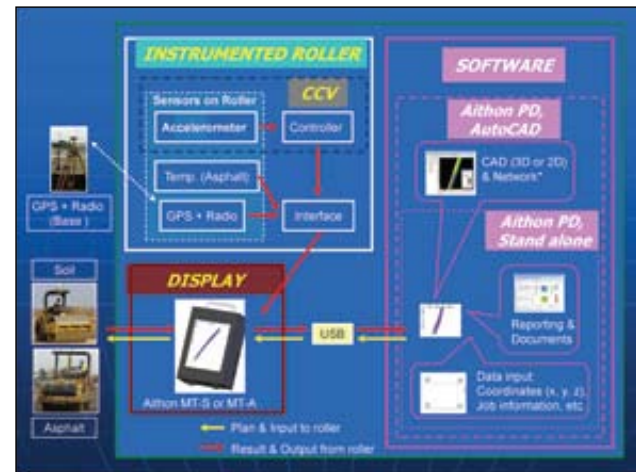 INSTRUMENTED ROLLER
CCV
Sensors on Roller
Accelerometer
Controller
Temp. (Asphalt)
GPS + Radio
Interface
GPS + Radio
(Base)
Soil
Asphalt
DISPLAY
Aithon MT-S or MT-A
USB
Plan & Input to roller
Result & Output from roller
SOFTWARE
Aithon PD,
AutoCAD
CAD (3D or 2D)
& Network*
Aithon PD,
Stand alone
Reporting &
Documents
Data input:
Coordinates (x, y, z),
Job information, etc